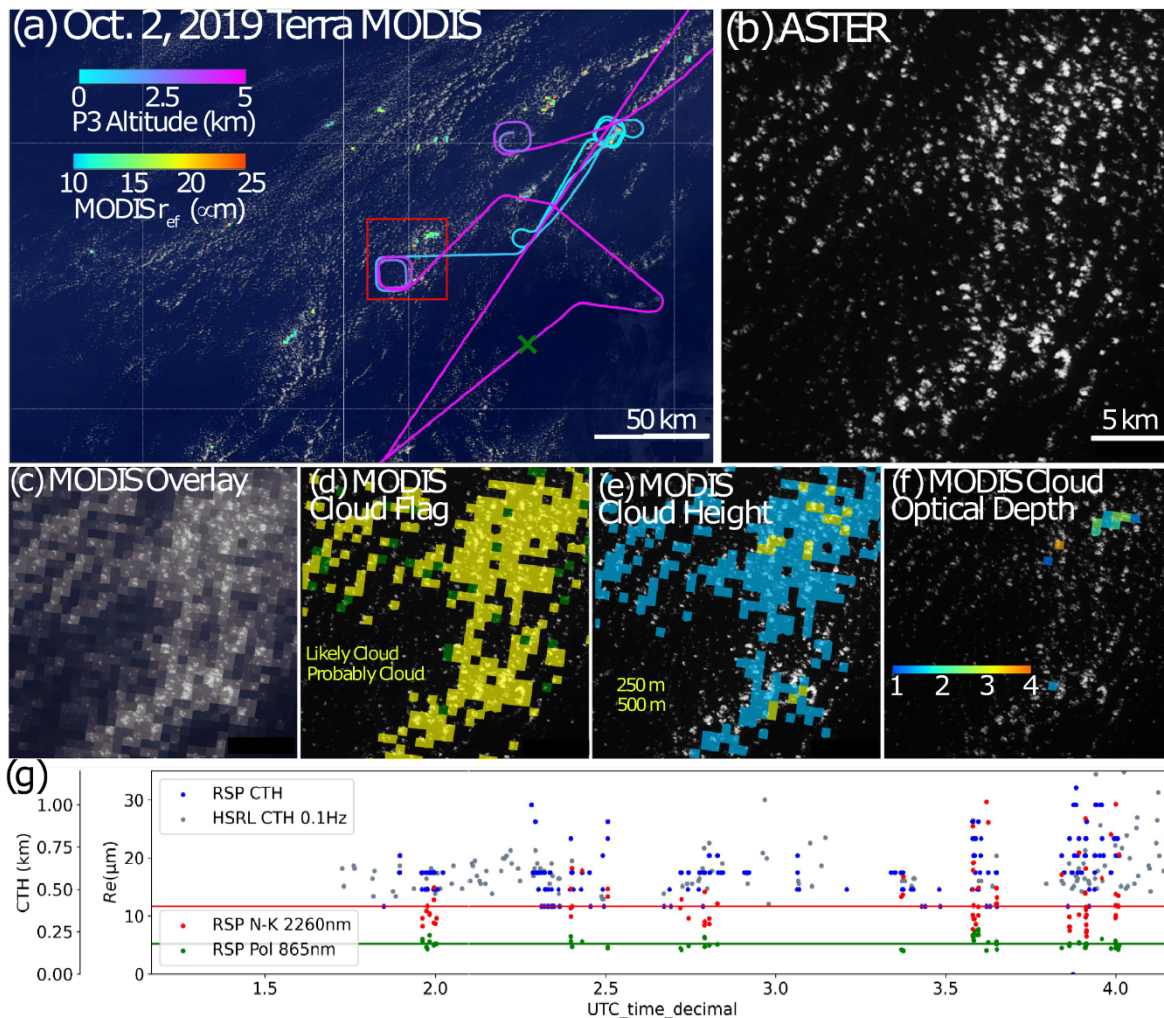 (a) Oct. 2, 2019 Terra MODIS
0 2.5 5
P3 Altitude (km)
10 15 20 25
MODIS r_ef (∝m)
50 km
(b) ASTER
5 km
(c) MODIS Overlay
(d) MODIS
Cloud Flag
Likely Cloud
Probably Cloud
(e) MODIS
Cloud Height
250 m
500 m
(f) MODIS Cloud
Optical Depth
1 2 3 4
(g)
CTH (km)
1.00
0.75
0.50
0.25
0.00
Re(μm)
30
20
10
0
RSP CTH
HSRL CTH 0.1Hz
RSP N-K 2260nm
RSP Pol 865nm
1.5 2.0 2.5 3.0 3.5 4.0
UTC_time_decimal